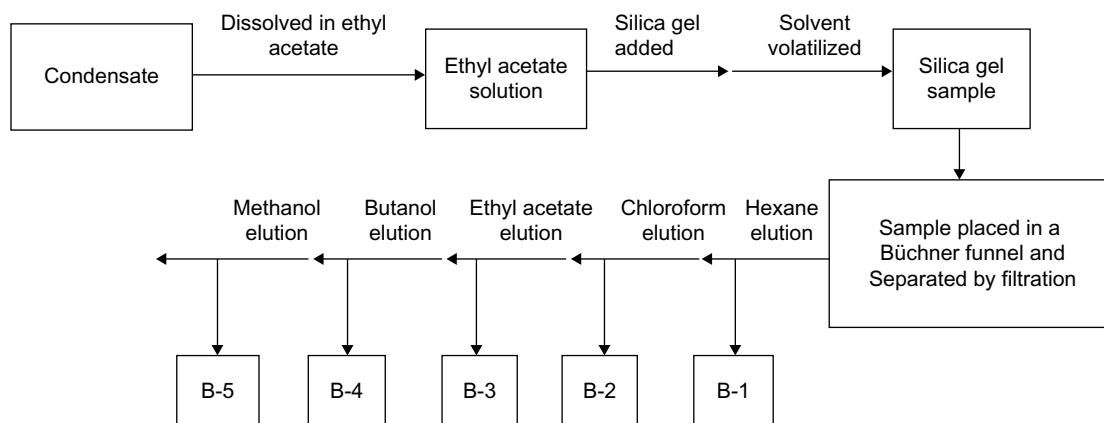 Condensate
Dissolved in ethyl
acetate
Ethyl acetate
solution
Silica gel
added
Solvent
volatilized
Silica gel
sample
Sample placed in a
Büchner funnel and
Separated by filtration
Hexane
elution
Chloroform
elution
Ethyl acetate
elution
Butanol
elution
Methanol
elution
B-5
B-4
B-3
B-2
B-1